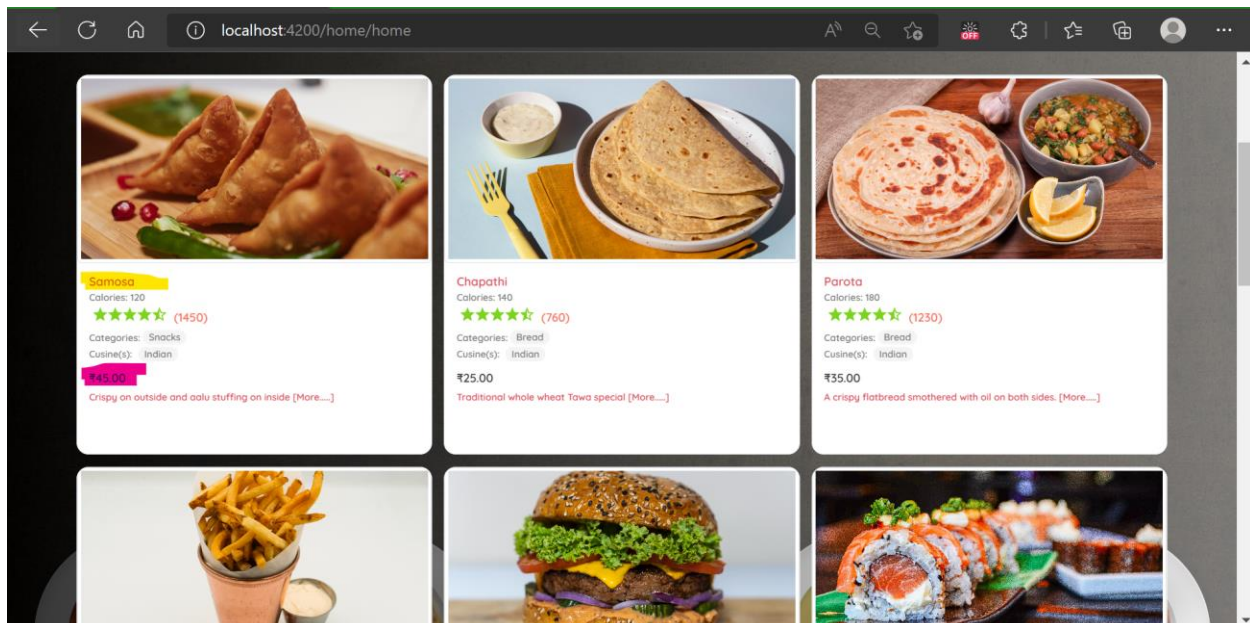 localhost:4200/home/home
OFF
Samosa
Calories: 120
(1450)
Categories: Snacks
Cusine(s): Indian
₹45.00
Crispy on outside and aalu stuffing on inside [More.....]
Chapathi
Calories: 140
(760)
Categories: Bread
Cusine(s): Indian
₹25.00
Traditional whole wheat Tawa special [More.....]
Parota
Calories: 180
(1230)
Categories: Bread
Cusine(s): Indian
₹35.00
A crispy flatbread smothered with oil on both sides. [More.....]